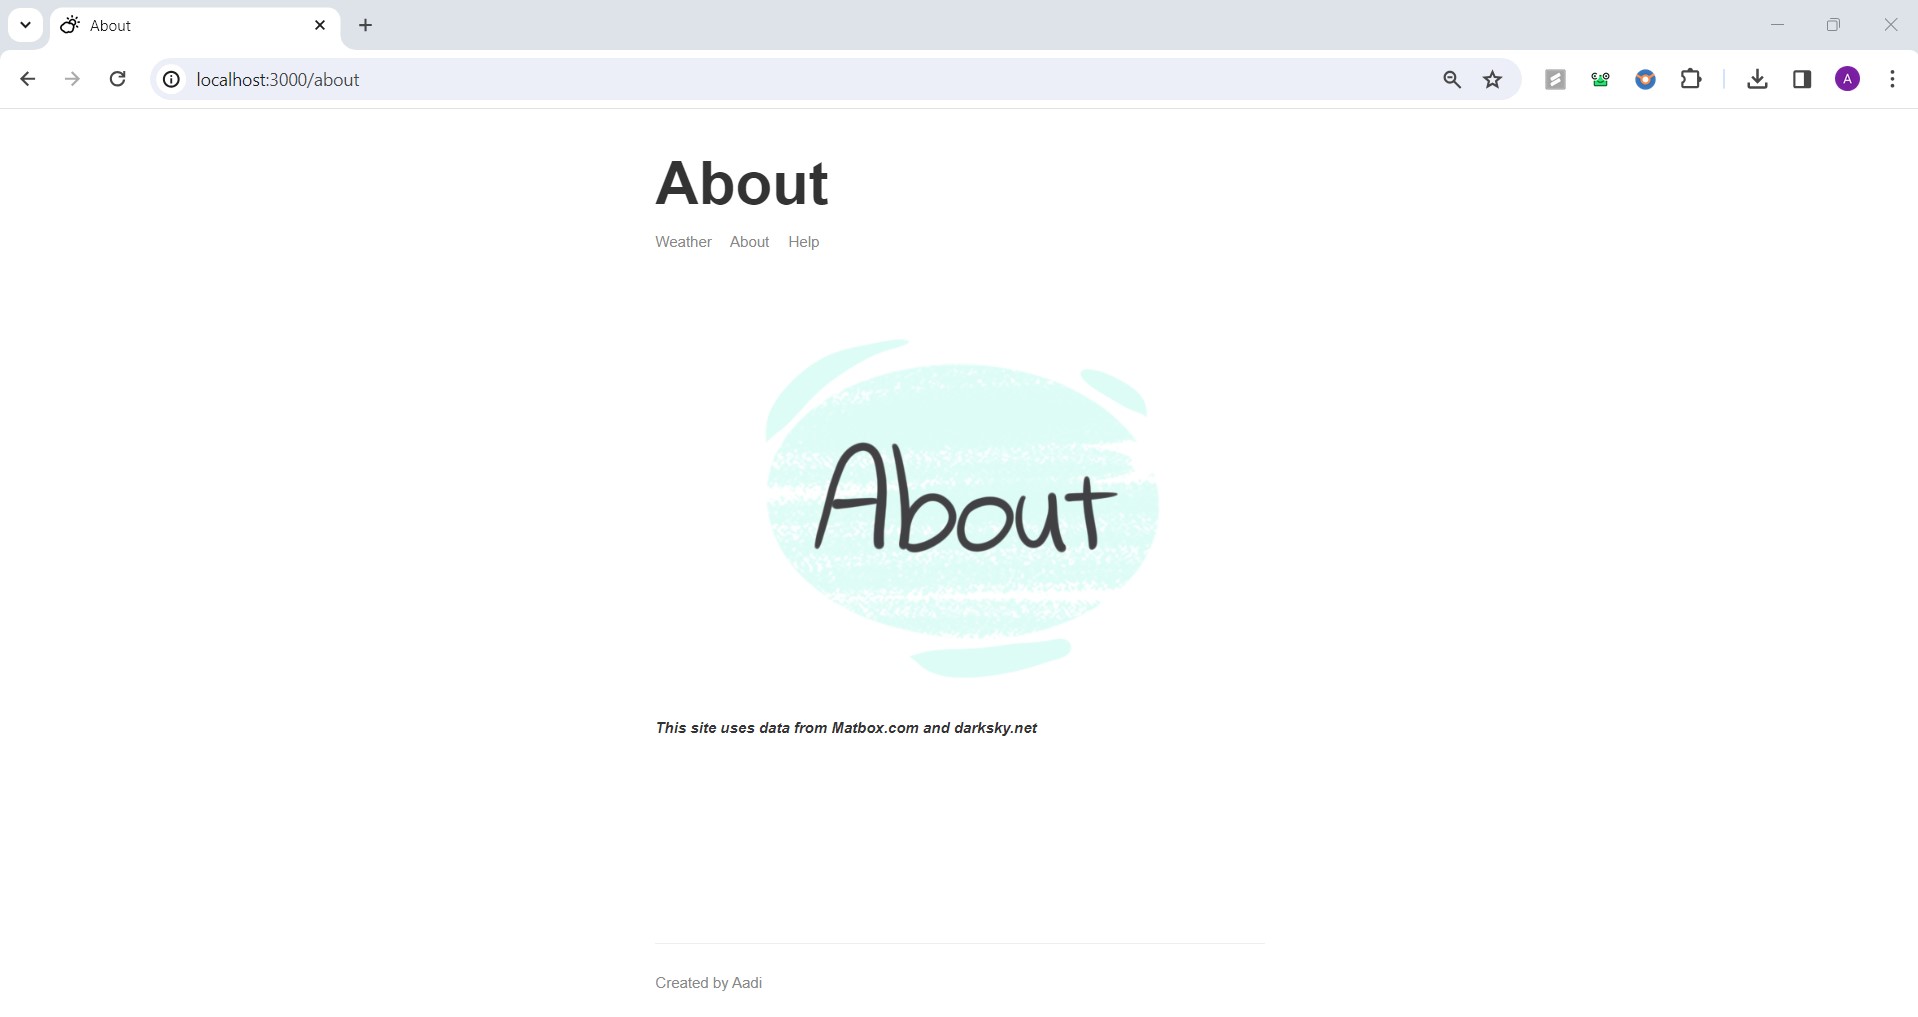 About
localhost:3000/about
A
About
Weather About Help
About
This site uses data from Matbox.com and darksky.net
Created by Aadi